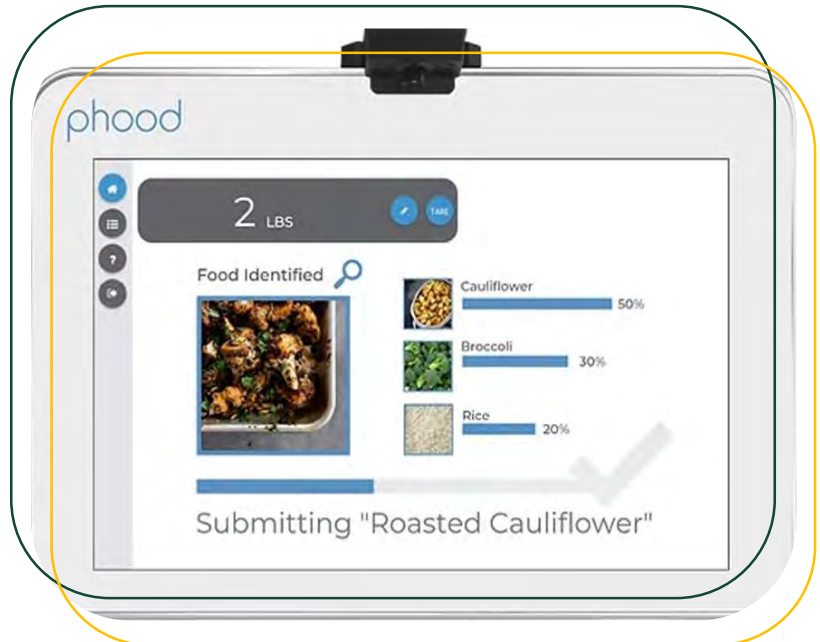 phood
2 LBS
TARE
?
Food Identified
Cauliflower
50%
Broccoli
30%
Rice
20%
Submitting "Roasted Cauliflower"